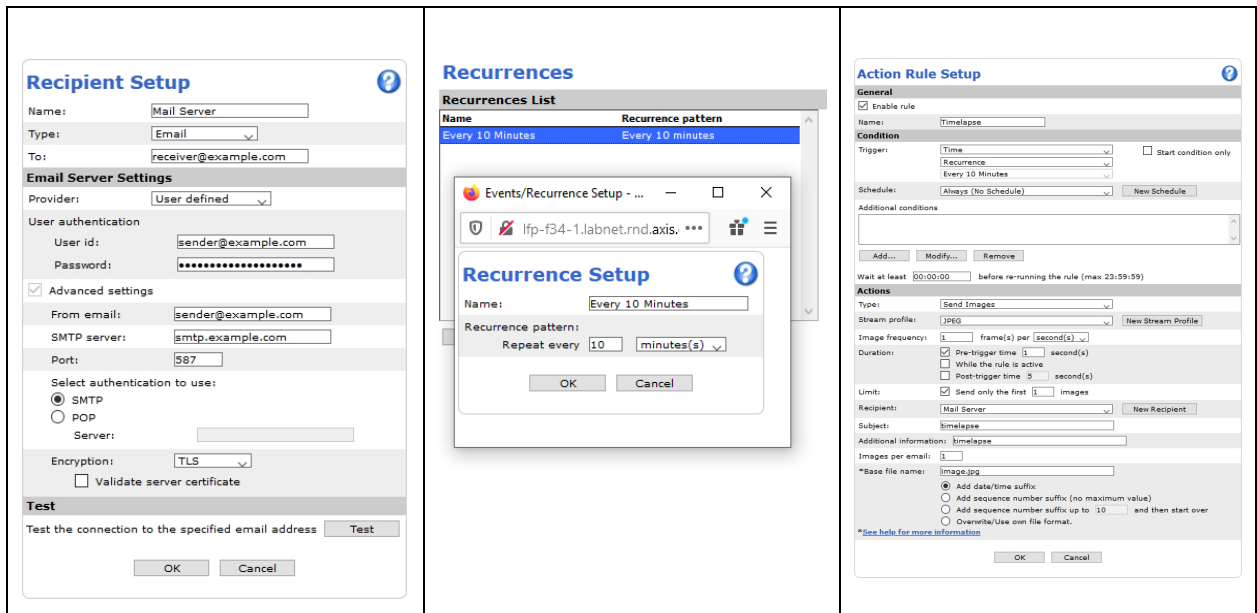 Recipient Setup
Name: Mail Server
Type: Email
To: receiver@example.com
Email Server Settings
Provider: User defined
User authentication
User id: sender@example.com
Password: ••••••••••••••••••••
Advanced settings
From email: sender@example.com
SMTP server: smtp.example.com
Port: 587
Select authentication to use:
SMTP
POP
Server:
Encryption: TLS
Validate server certificate
Test
Test the connection to the specified email address Test
OK Cancel
Recurrences
Recurrences List
Name Recurrence pattern
Every 10 Minutes Every 10 minutes
Events/Recurrence Setup - ...
lfp-f34-1.labnet.rnd.axis.
Recurrence Setup
Name: Every 10 Minutes
Recurrence pattern:
Repeat every 10 minutes(s)
OK Cancel
Action Rule Setup
General
Enable rule
Name: Timelapse
Condition
Trigger: Time Start condition only
Recurrence
Every 10 Minutes
Schedule: Always (No Schedule) New Schedule
Additional conditions
Add... Modify... Remove
Wait at least 00:00:00 before re-running the rule (max 23:59:59)
Actions
Type: Send Images
Stream profile: JPEG New Stream Profile
Image frequency: 1 frame(s) per second(s)
Duration: Pre-trigger time 1 second(s)
While the rule is active
Post-trigger time 5 second(s)
Limit: Send only the first 1 images
Recipient: Mail Server New Recipient
Subject: timelapse
Additional information: timelapse
Images per email: 1
*Base file name: image.jpg
Add date/time suffix
Add sequence number suffix (no maximum value)
Add sequence number suffix up to 10 and then start over
Overwrite/Use own file format.
*See help for more information
OK Cancel